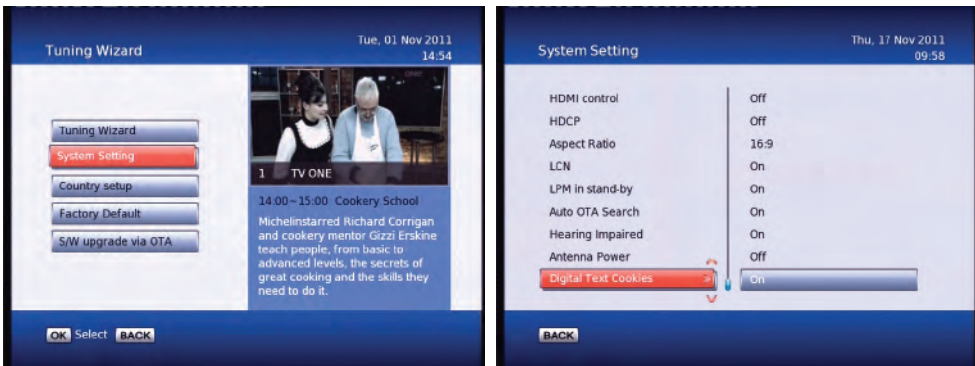 Tuning Wizard
Tue, 01 Nov 2011
14:54
Tuning Wizard
System Setting
Country setup
Factory Default
S/W upgrade via OTA
1 TV ONE
14:00~15:00 Cookery School
Michelinstarred Richard Corrigan
and cookery mentor Gizzi Erskine
teach people, from basic to
advanced levels, the secrets of
great cooking and the skills they
need to do it.
OK Select BACK
System Setting
Thu, 17 Nov 2011
09:58
HDMI control Off
HDCP Off
Aspect Ratio 16:9
LCN On
LPM in stand-by On
Auto OTA Search On
Hearing Impaired On
Antenna Power Off
Digital Text Cookies On
BACK